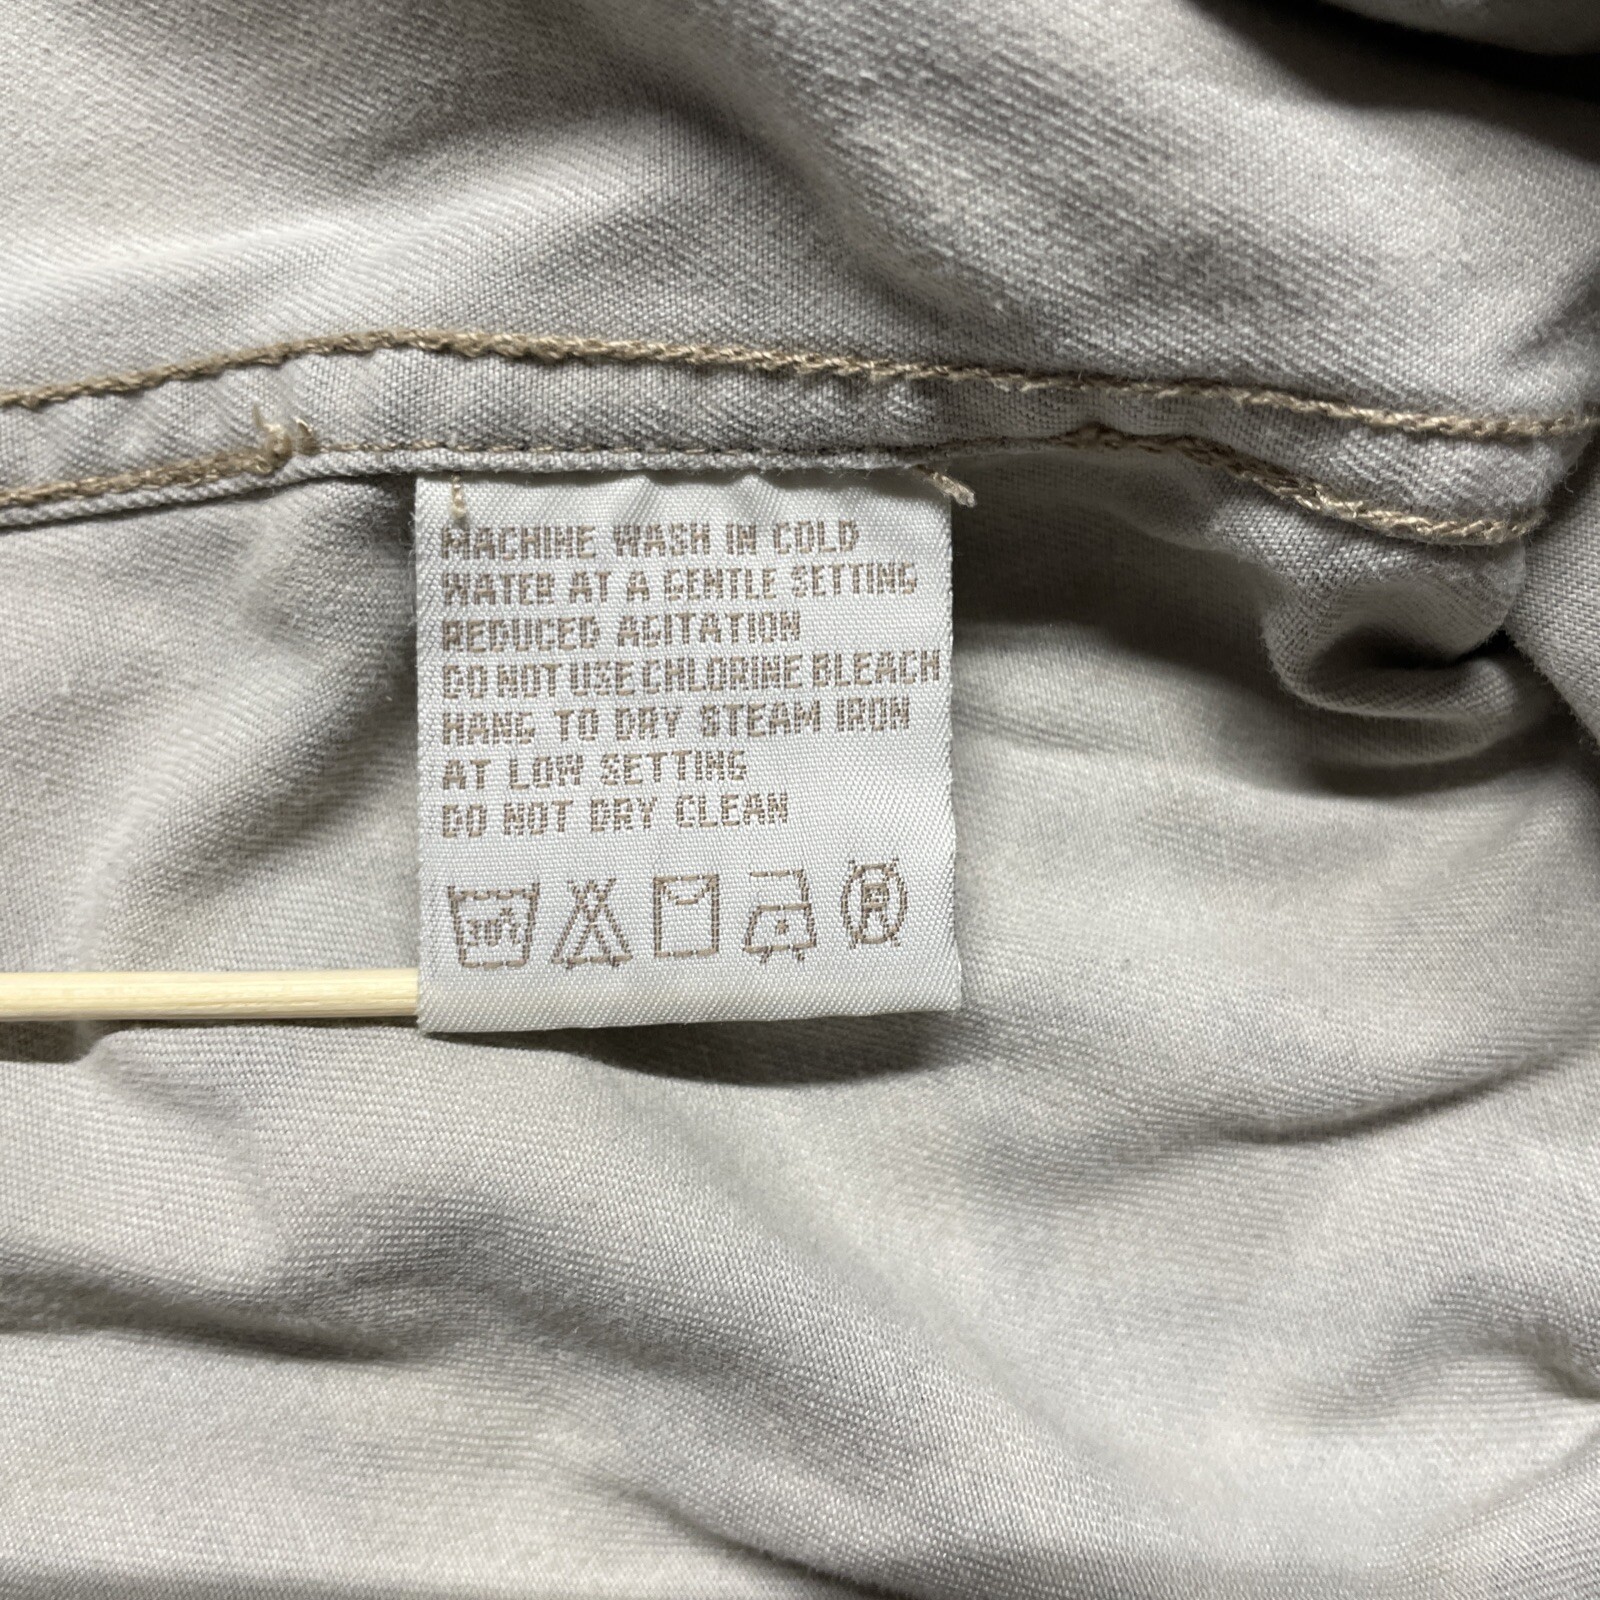 MACHINE WASH IN COLD
WATER AT A GENTLE SETTING
REDUCED AGITATION
DO NOT USE CHLORINE BLEACH
HANG TO DRY STEAM IRON
AT LOW SETTING
DO NOT DRY CLEAN
30°